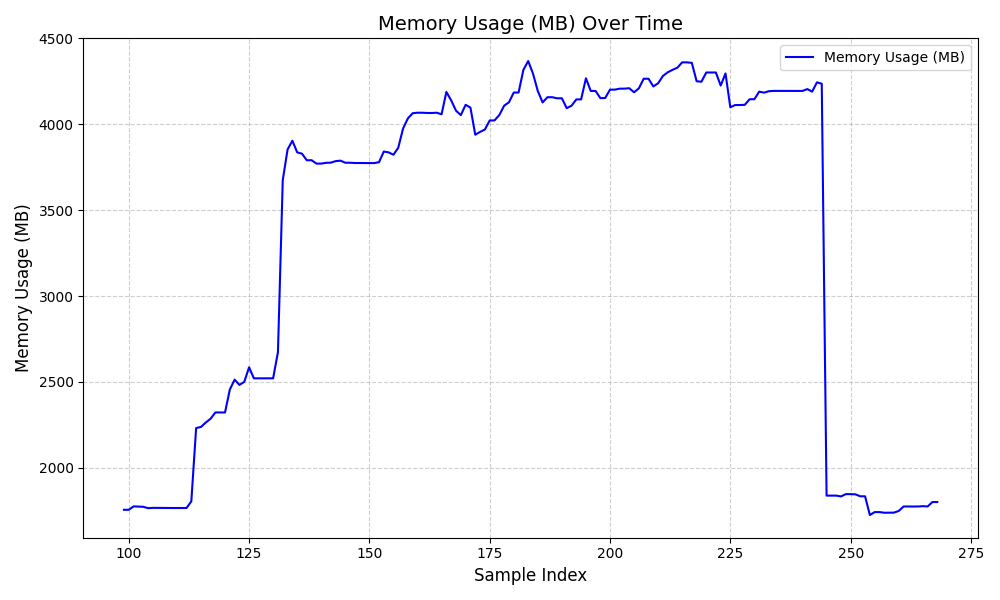 Memory Usage (MB) Over Time
Memory Usage (MB)
4500
4000
3500
3000
2500
2000
Memory Usage (MB)
100 125 150 175 200 225 250 275
Sample Index